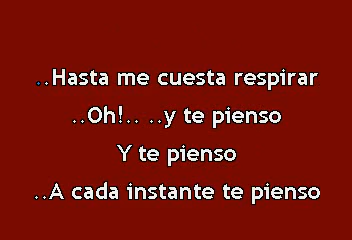 ..Hasta me cuesta respirar
..Oh!.. ..y te pienso
Y te pienso
..A cada instante te pienso